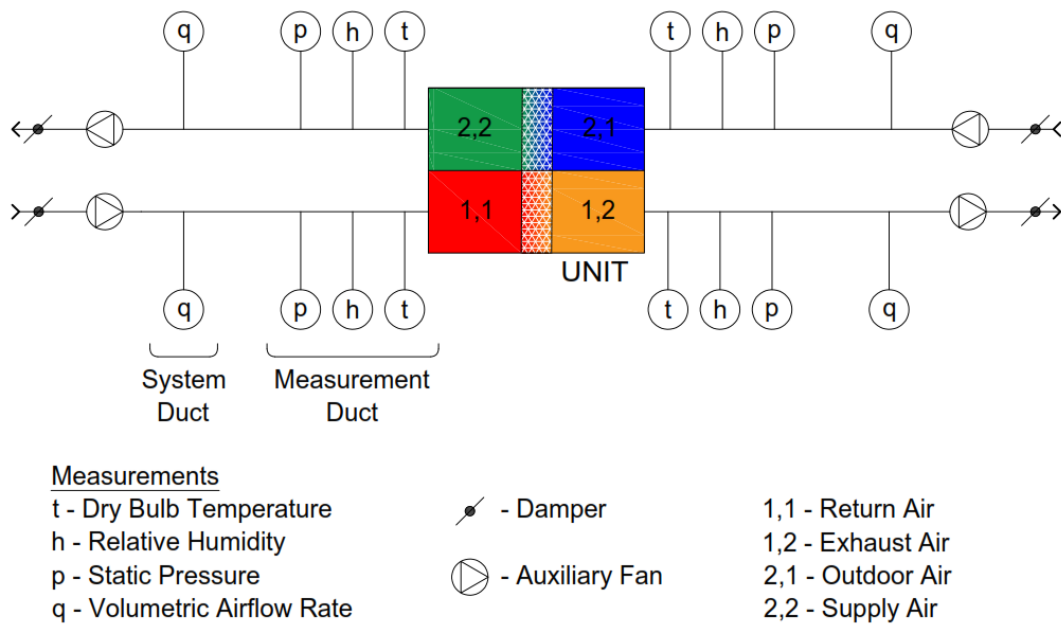 q p h t t h p q
2,2 2,1
1,1 1,2
UNIT
q p h t t h p q
System Duct
Measurement Duct
Measurements
t - Dry Bulb Temperature
h - Relative Humidity
p - Static Pressure
q - Volumetric Airflow Rate
- Damper
- Auxiliary Fan
1,1 - Return Air
1,2 - Exhaust Air
2,1 - Outdoor Air
2,2 - Supply Air